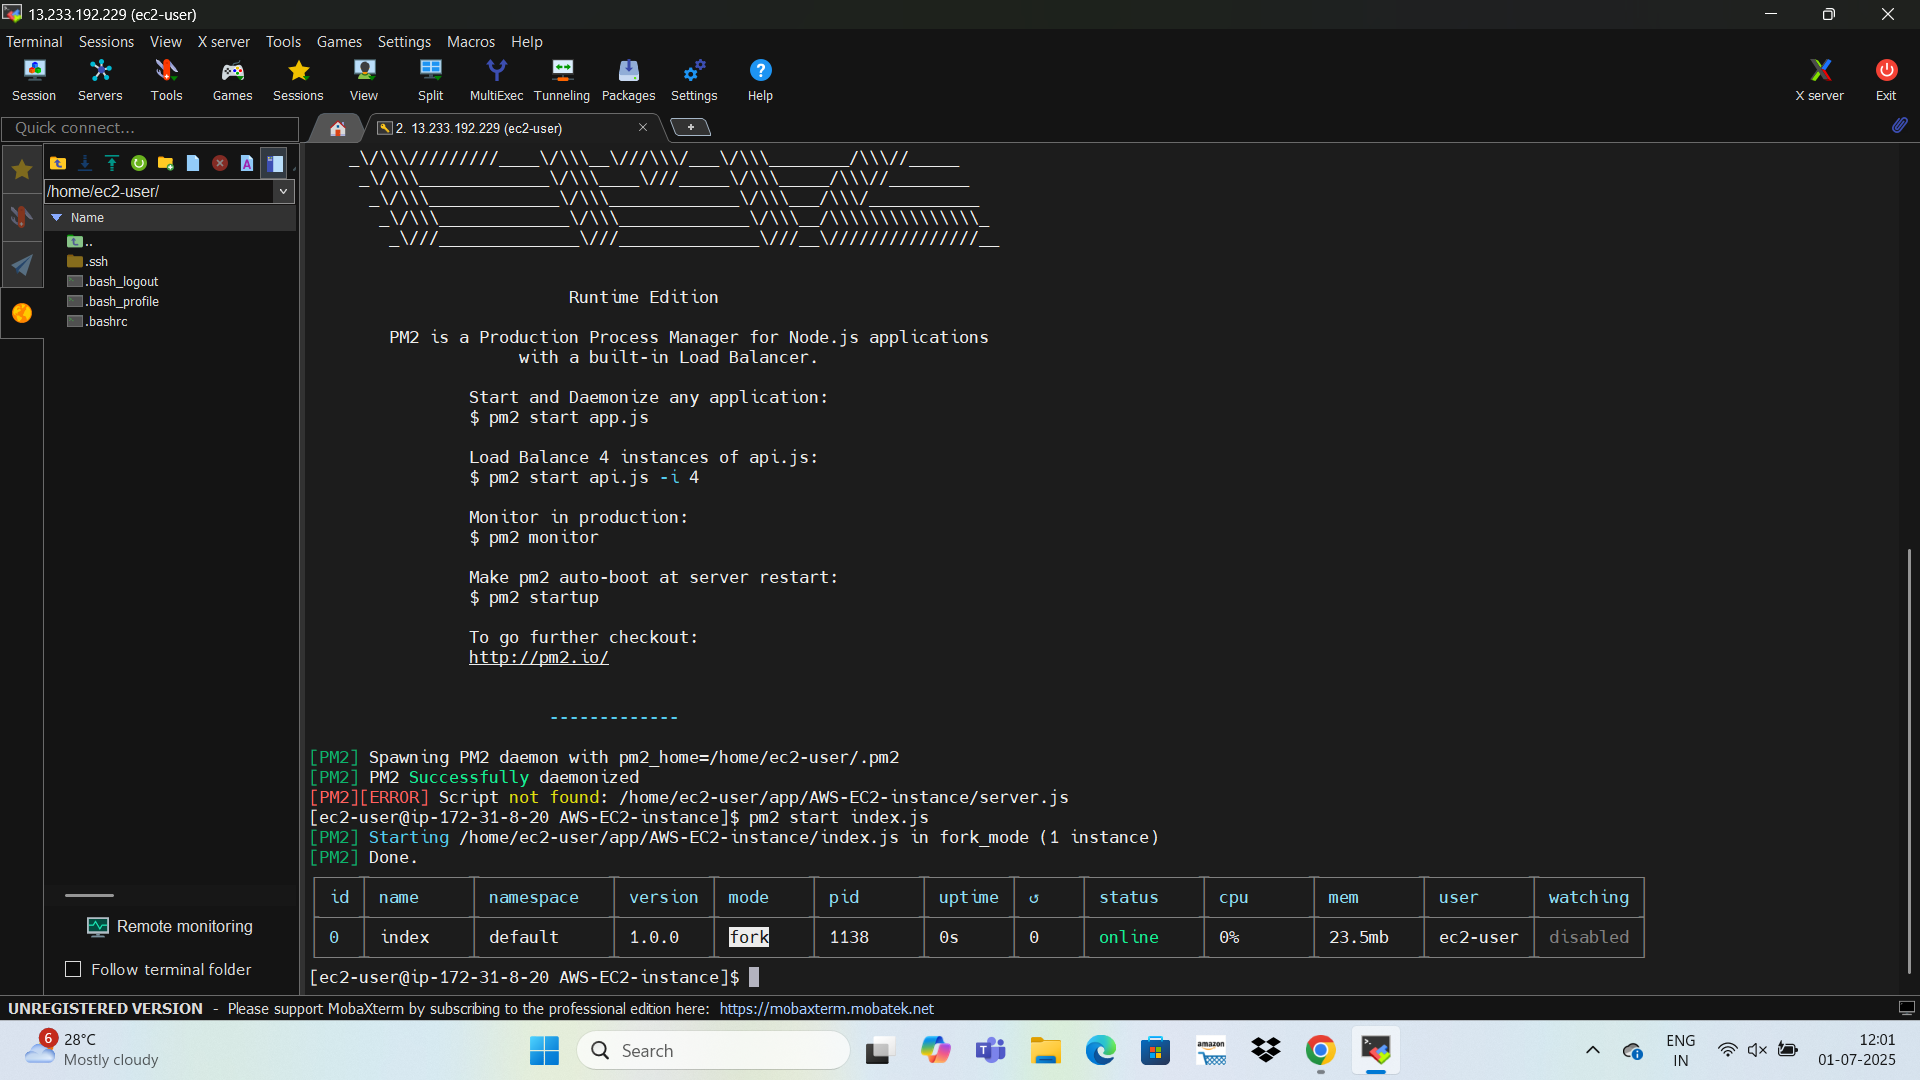 13.233.192.229 (ec2-user)
Terminal Sessions View X server Tools Games Settings Macros Help
Session Servers Tools Games Sessions View Split MultiExec Tunneling Packages Settings Help X server Exit
Quick connect...
2. 13.233.192.229 (ec2-user)
/home/ec2-user/
Name
..
.ssh
.bash_logout
.bash_profile
.bashrc
Remote monitoring
Follow terminal folder
_\/\\\/////////____\/\\\__\///\\\/___\/\\\________/\\\//_____
_\/\\\_____________\/\\\____\///_____\/\\\_____/\\\//________
_\/\\\_____________\/\\\_____________\/\\\___/\\\/___________
_\/\\\_____________\/\\\_____________\/\\\__/\\\\\\\\\\\\\\\_
_\///______________\///______________\///__\///////////////__
Runtime Edition
PM2 is a Production Process Manager for Node.js applications
with a built-in Load Balancer.
Start and Daemonize any application:
$ pm2 start app.js
Load Balance 4 instances of api.js:
$ pm2 start api.js -i 4
Monitor in production:
$ pm2 monitor
Make pm2 auto-boot at server restart:
$ pm2 startup
To go further checkout:
http://pm2.io/
-------------
[PM2] Spawning PM2 daemon with pm2_home=/home/ec2-user/.pm2
[PM2] PM2 Successfully daemonized
[PM2][ERROR] Script not found: /home/ec2-user/app/AWS-EC2-instance/server.js
[ec2-user@ip-172-31-8-20 AWS-EC2-instance]$ pm2 start index.js
[PM2] Starting /home/ec2-user/app/AWS-EC2-instance/index.js in fork_mode (1 instance)
[PM2] Done.
id name namespace version mode pid uptime ↺ status cpu mem user watching
0 index default 1.0.0 fork 1138 0s 0 online 0% 23.5mb ec2-user disabled
[ec2-user@ip-172-31-8-20 AWS-EC2-instance]$
UNREGISTERED VERSION - Please support MobaXterm by subscribing to the professional edition here: https://mobaxterm.mobatek.net
6
28°C
Mostly cloudy
Search
amazon
ENG
IN
12:01
01-07-2025